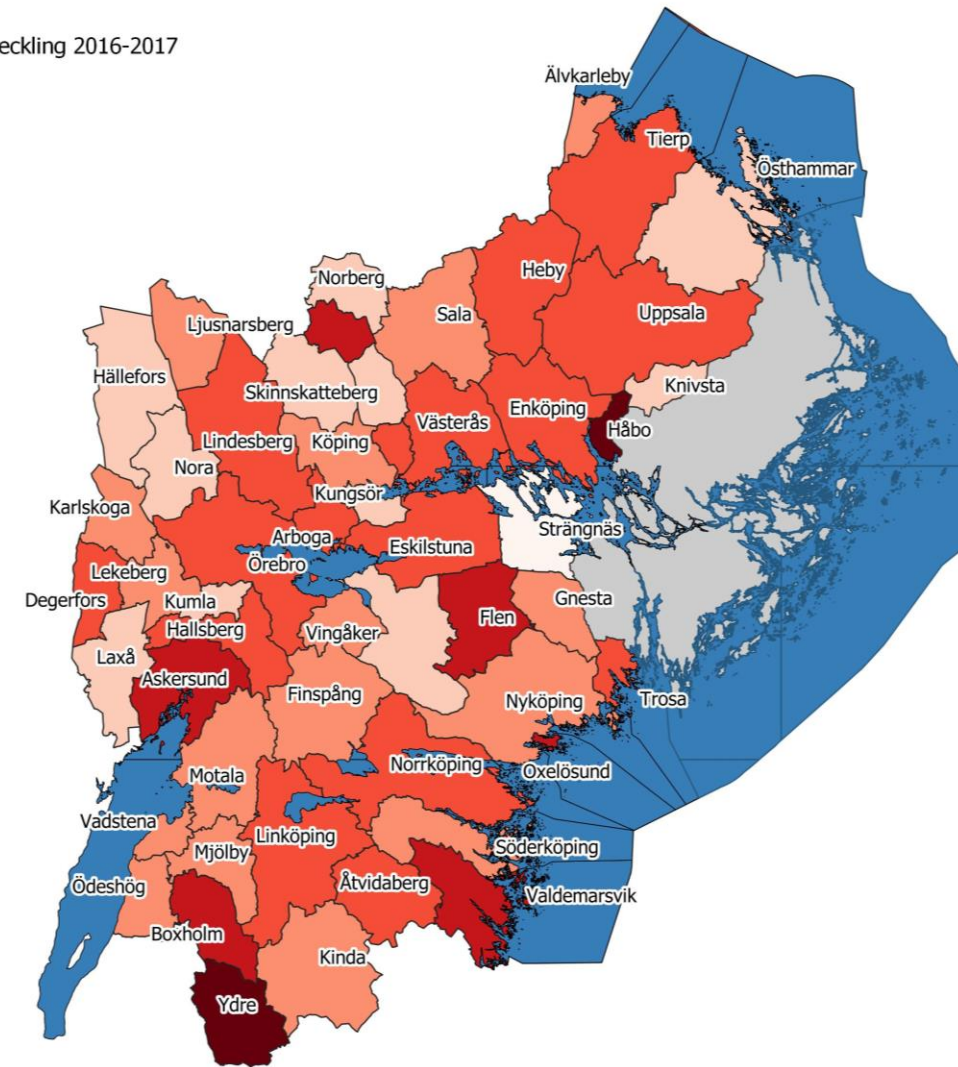 eckling 2016-2017
Älvkarleby
Tierp
Östhammar
Heby
Norberg
Sala
Uppsala
Ljusnarsberg
Hällefors
Skinnskatteberg
Knivsta
Enköping
Västerås
Håbo
Lindesberg
Köping
Nora
Kungsör
Karlskoga
Strängnäs
Arboga
Eskilstuna
Örebro
Lekeberg
Degerfors
Kumla
Gnesta
Flen
Hallsberg
Vingåker
Laxå
Askersund
Finspång
Nyköping
Trosa
Norrköping
Oxelösund
Motala
Vadstena
Linköping
Söderköping
Mjölby
Åtvidaberg
Ödeshög
Valdemarsvik
Boxholm
Kinda
Ydre